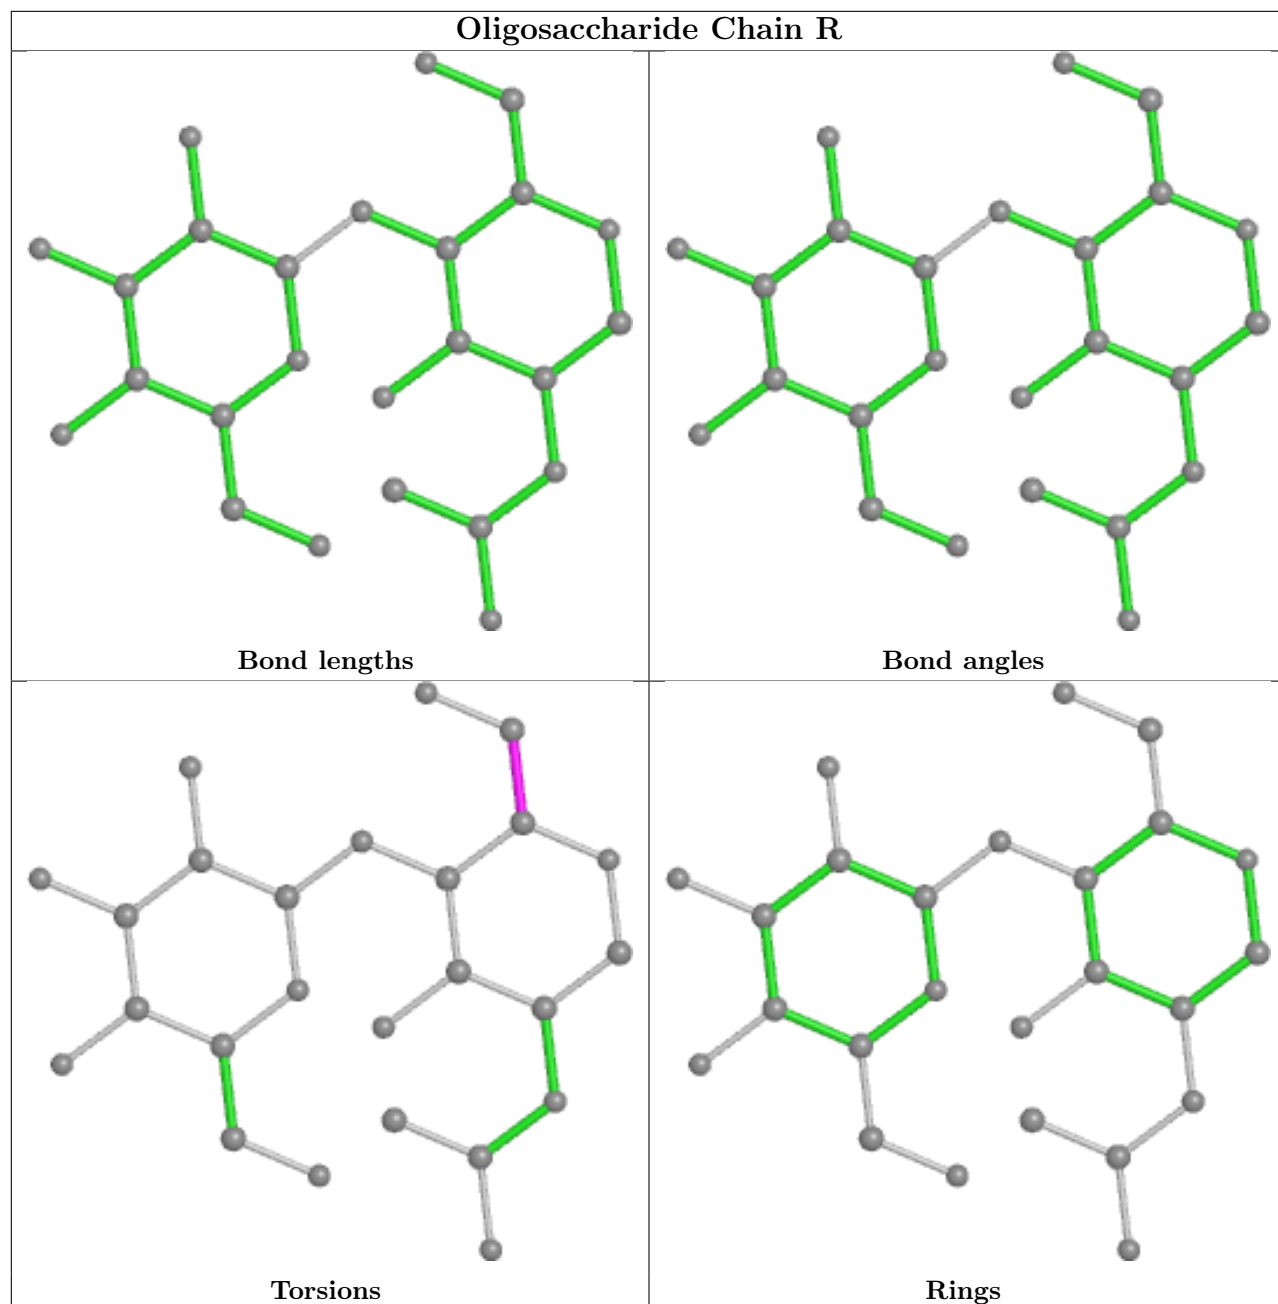 Oligosaccharide Chain R
Bond lengths
Bond angles
Torsions
Rings